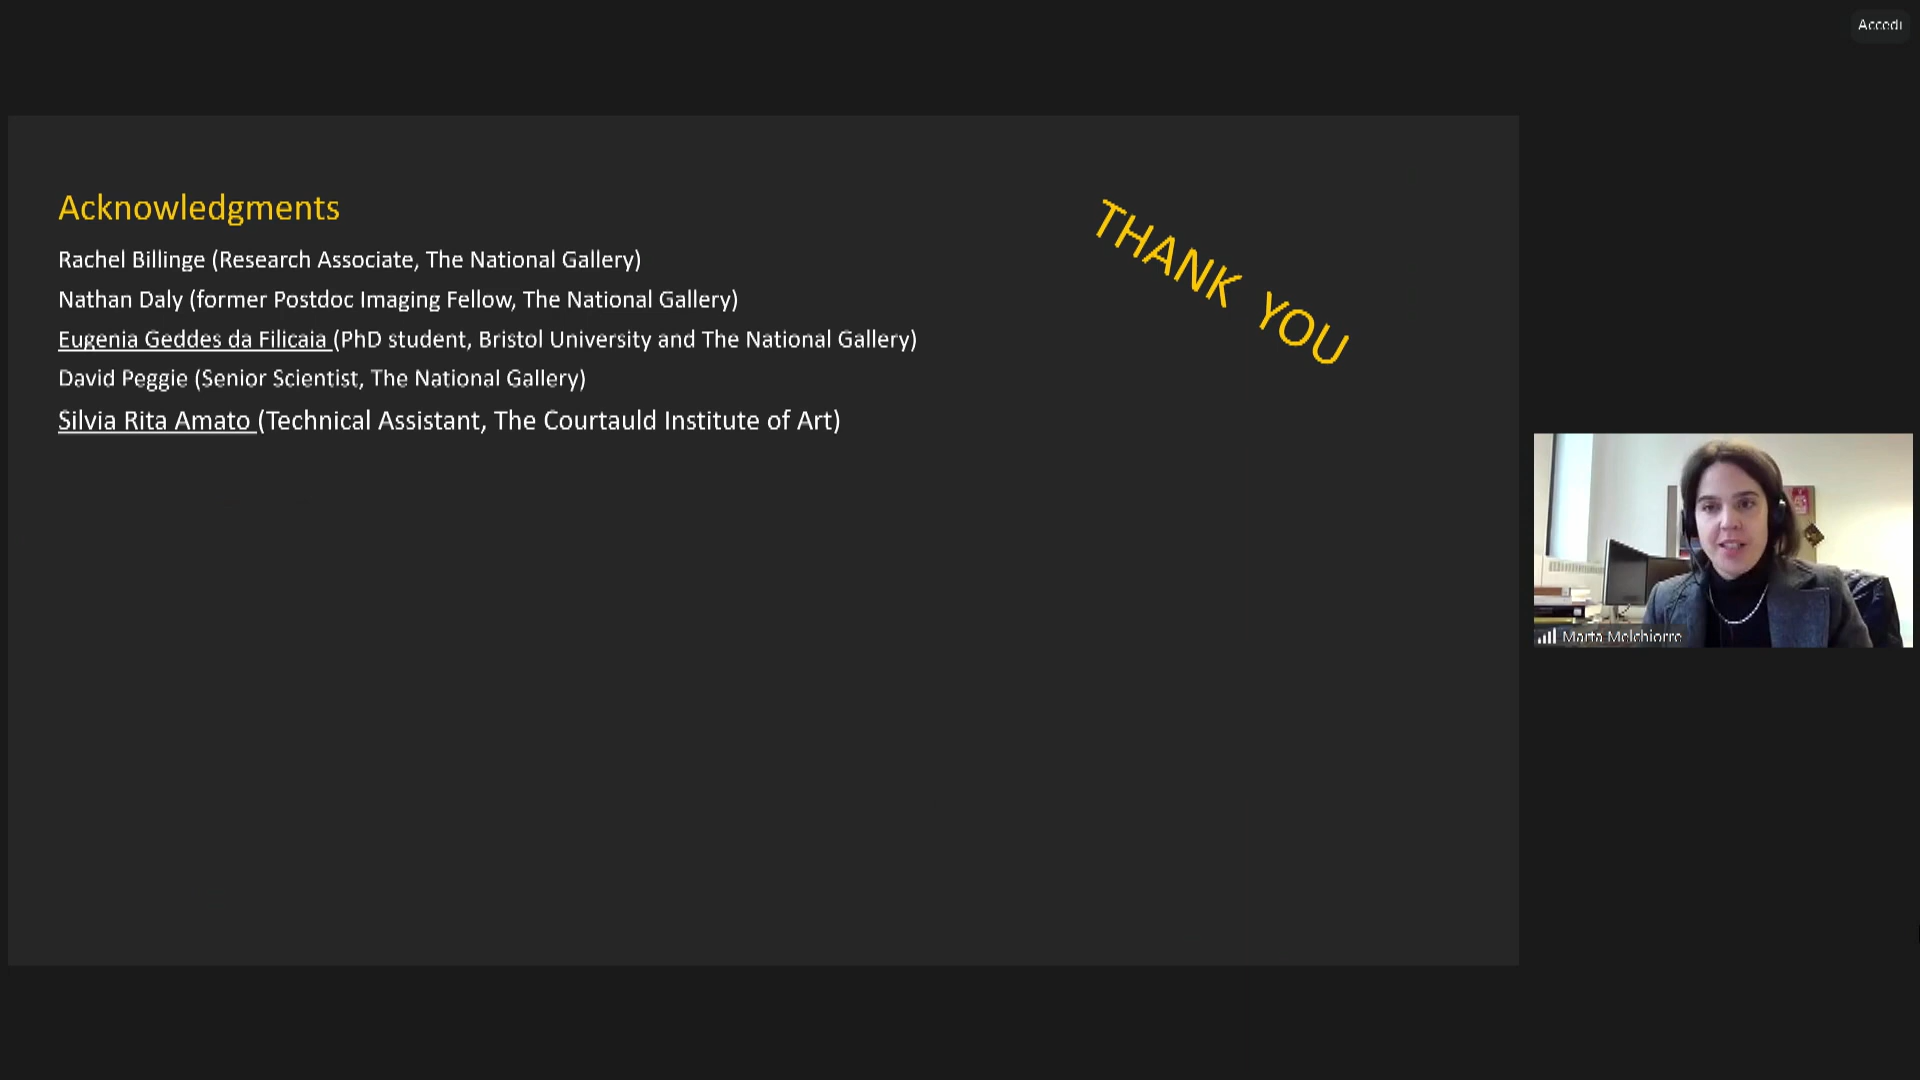 Accedi
Acknowledgments
Rachel Billinge (Research Associate, The National Gallery)
Nathan Daly (former Postdoc Imaging Fellow, The National Gallery)
Eugenia Geddes da Filicaia (PhD student, Bristol University and The National Gallery)
David Peggie (Senior Scientist, The National Gallery)
Silvia Rita Amato (Technical Assistant, The Courtauld Institute of Art)
THANK YOU
Marta Melchiorre